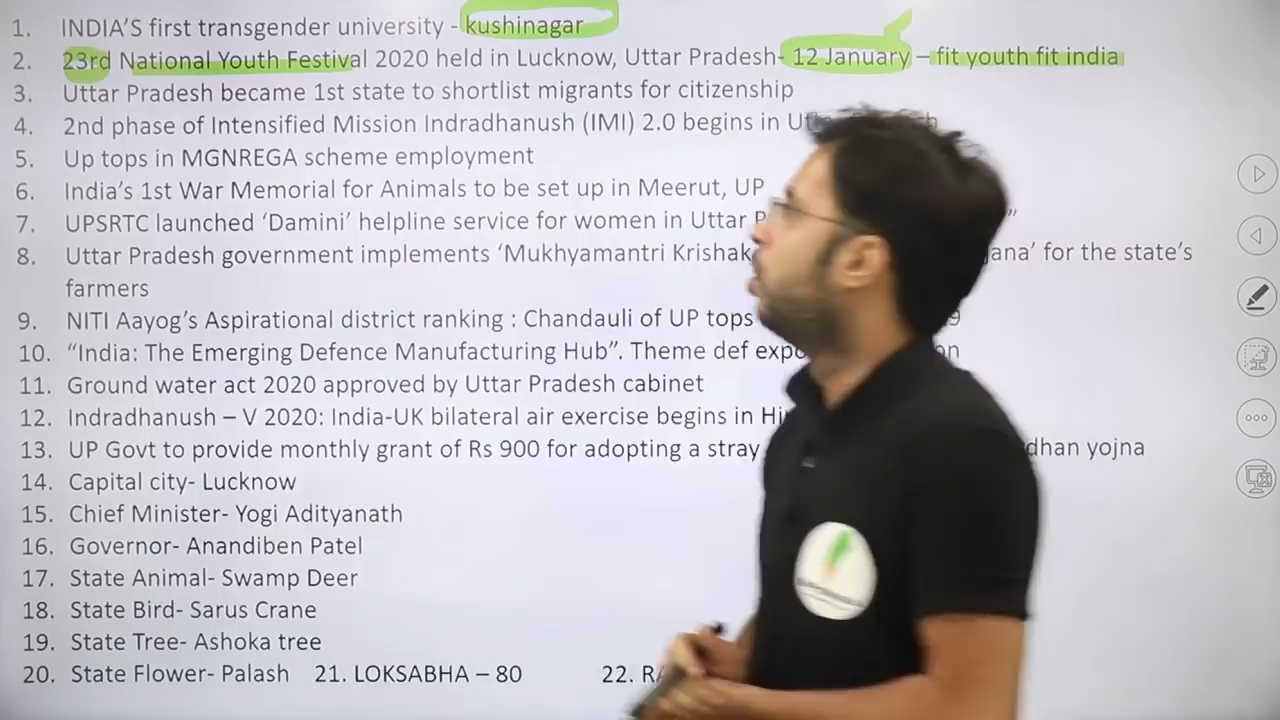 1. INDIA'S first transgender university - kushinagar
2. 23rd National Youth Festival 2020 held in Lucknow, Uttar Pradesh- 12 January – fit youth fit india
3. Uttar Pradesh became 1st state to shortlist migrants for citizenship
4. 2nd phase of Intensified Mission Indradhanush (IMI) 2.0 begins in
5. Up tops in MGNREGA scheme employment
6. India's 1st War Memorial for Animals to be set up in Meerut, UP
7. UPSRTC launched 'Damini' helpline service for women in Uttar
8. Uttar Pradesh government implements 'Mukhyamantri Krishak for the state's
farmers
9. NITI Aayog's Aspirational district ranking : Chandauli of UP tops
10. "India: The Emerging Defence Manufacturing Hub". Theme def
11. Ground water act 2020 approved by Uttar Pradesh cabinet
12. Indradhanush – V 2020: India-UK bilateral air exercise begins in
13. UP Govt to provide monthly grant of Rs 900 for adopting a stray yojna
14. Capital city- Lucknow
15. Chief Minister- Yogi Adityanath
16. Governor- Anandiben Patel
17. State Animal- Swamp Deer
18. State Bird- Sarus Crane
19. State Tree- Ashoka tree
20. State Flower- Palash 21. LOKSABHA – 80 22.